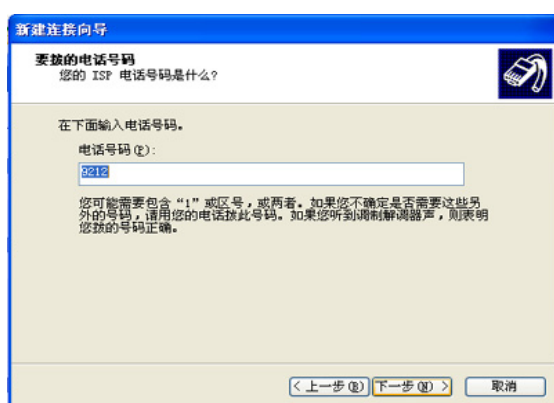 新建连接向导
要拨的电话号码
您的 ISP 电话号码是什么?
在下面输入电话号码。
电话号码(P):
9212
您可能需要包含“1”或区号，或两者。如果您不确定是否需要这些另
外的号码，请用您的电话拨此号码。如果您听到调制解调器声，则表明
您拨的号码正确。
< 上一步(B) 下一步(N) > 取消